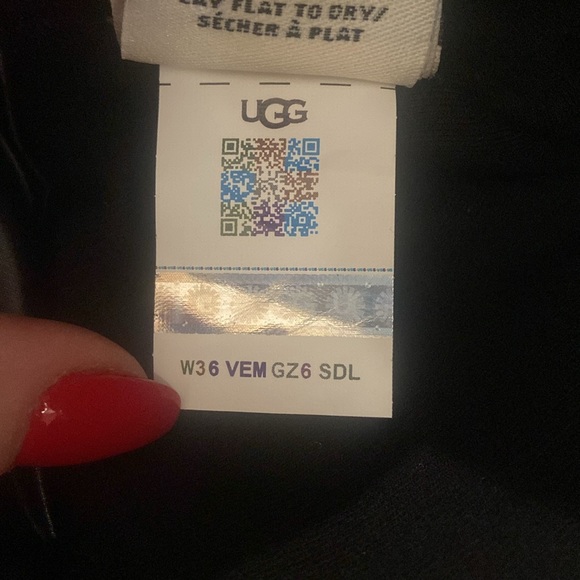 LAY FLAT TO DRY/
SÉCHER À PLAT
UGG
W36 VEM GZ6 SDL